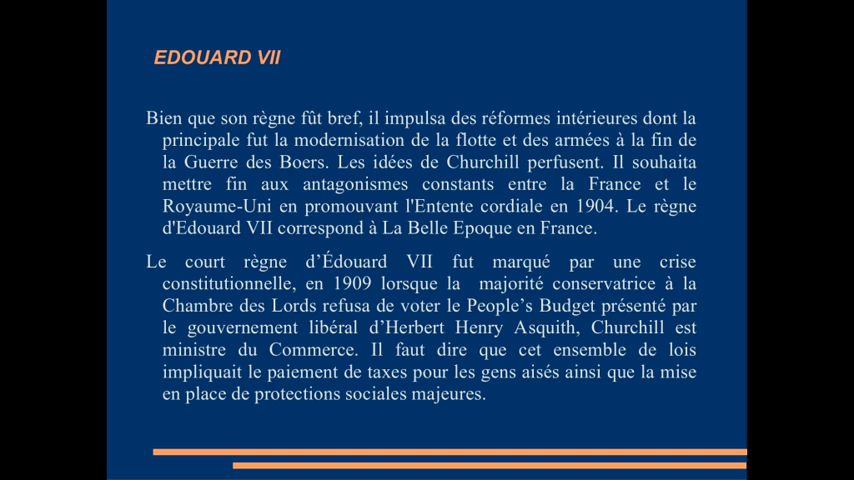 EDOUARD VII
Bien que son règne fût bref, il impulsa des réformes intérieures dont la
principale fut la modernisation de la flotte et des armées à la fin de
la Guerre des Boers. Les idées de Churchill perfusent. Il souhaita
mettre fin aux antagonismes constants entre la France et le
Royaume-Uni en promouvant l'Entente cordiale en 1904. Le règne
d'Edouard VII correspond à La Belle Epoque en France.
Le court règne d’Édouard VII fut marqué par une crise
constitutionnelle, en 1909 lorsque la majorité conservatrice à la
Chambre des Lords refusa de voter le People’s Budget présenté par
le gouvernement libéral d’Herbert Henry Asquith, Churchill est
ministre du Commerce. Il faut dire que cet ensemble de lois
impliquait le paiement de taxes pour les gens aisés ainsi que la mise
en place de protections sociales majeures.